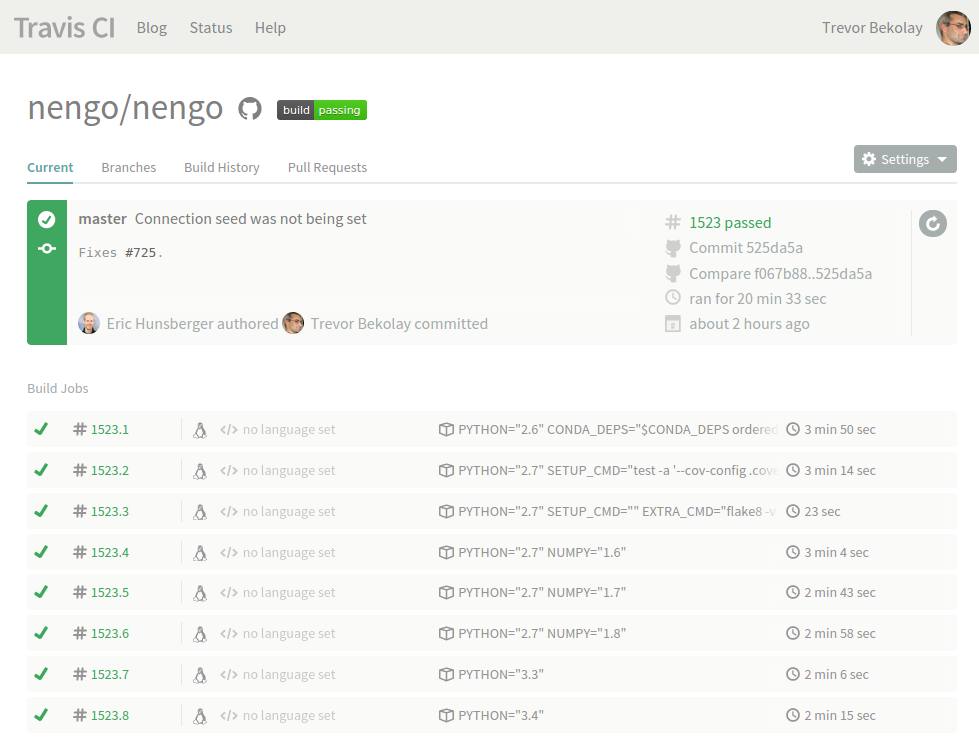 Travis CI Blog Status Help Trevor Bekolay
nengo/nengo build passing
Current Branches Build History Pull Requests Settings
master Connection seed was not being set
Fixes #725.
Eric Hunsberger authored Trevor Bekolay committed
# 1523 passed
Commit 525da5a
Compare f067b88..525da5a
ran for 20 min 33 sec
about 2 hours ago
Build Jobs
# 1523.1 </> no language set PYTHON="2.6" CONDA_DEPS="$CONDA_DEPS ordered 3 min 50 sec
# 1523.2 </> no language set PYTHON="2.7" SETUP_CMD="test -a '--cov-config .cove 3 min 14 sec
# 1523.3 </> no language set PYTHON="2.7" SETUP_CMD="" EXTRA_CMD="flake8 -v 23 sec
# 1523.4 </> no language set PYTHON="2.7" NUMPY="1.6" 3 min 4 sec
# 1523.5 </> no language set PYTHON="2.7" NUMPY="1.7" 2 min 43 sec
# 1523.6 </> no language set PYTHON="2.7" NUMPY="1.8" 2 min 58 sec
# 1523.7 </> no language set PYTHON="3.3" 2 min 6 sec
# 1523.8 </> no language set PYTHON="3.4" 2 min 15 sec